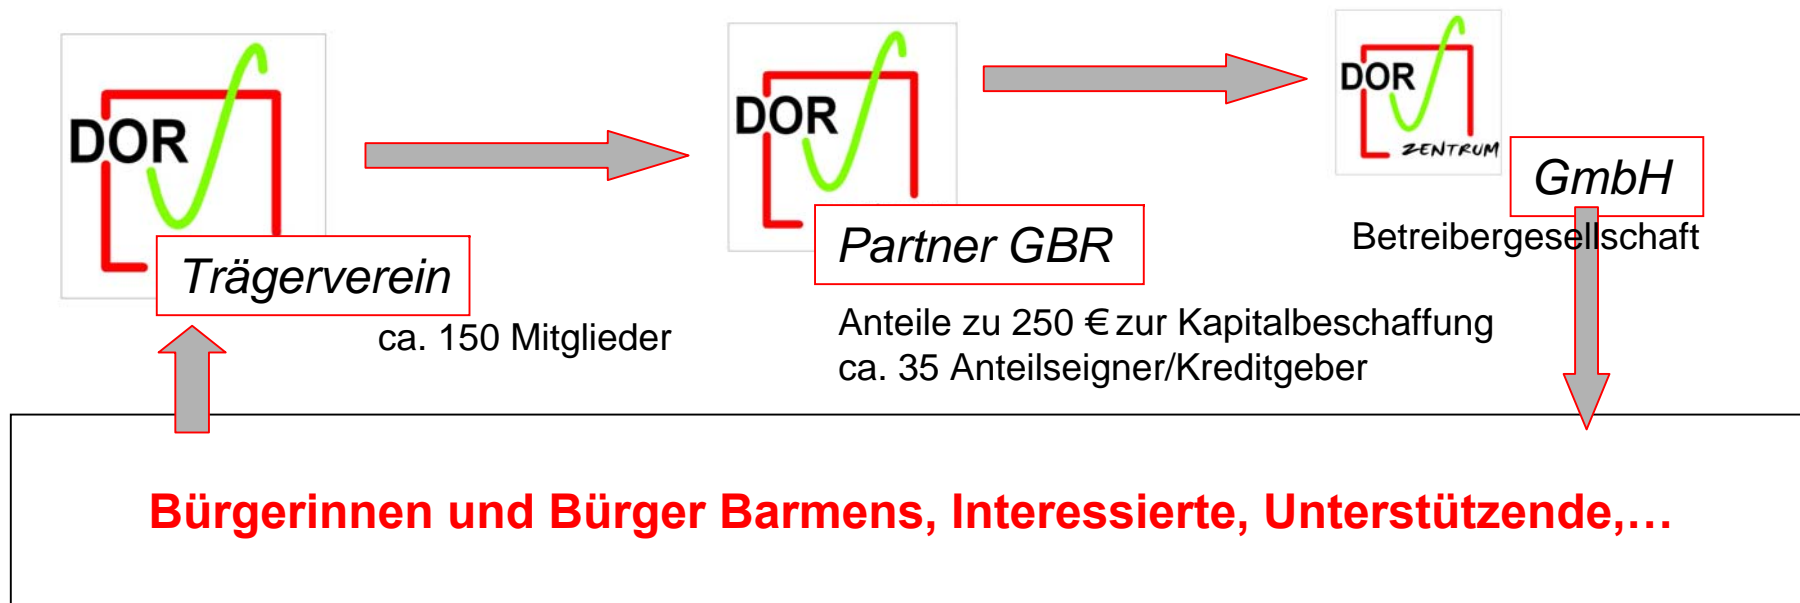 DOR
Trägerverein
ca. 150 Mitglieder
DOR
Partner GBR
Anteile zu 250 € zur Kapitalbeschaffung
ca. 35 Anteilseigner/Kreditgeber
DOR
ZENTRUM
GmbH
Betreibergesellschaft
Bürgerinnen und Bürger Barmens, Interessierte, Unterstützende,…